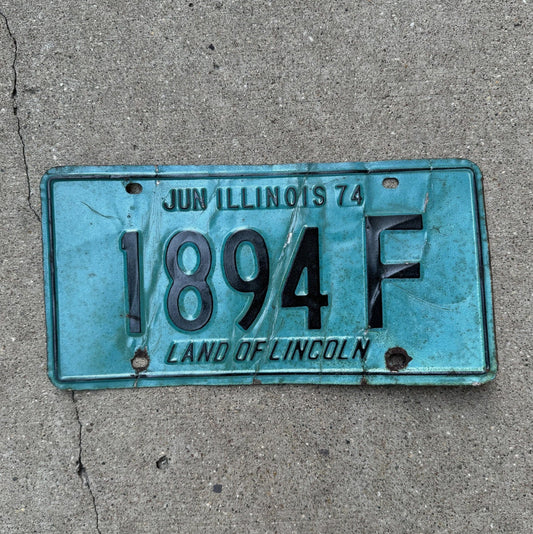 JUN ILLINOIS 74
1894 F
LAND OF LINCOLN